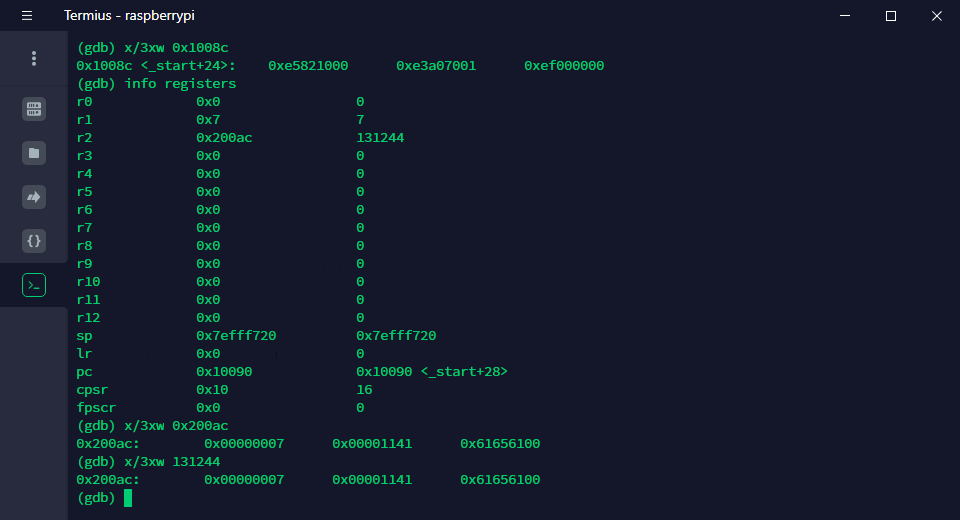 Termius - raspberrypi
(gdb) x/3xw 0x1008c
0x1008c <_start+24>: 0xe5821000 0xe3a07001 0xef000000
(gdb) info registers
r0 0x0 0
r1 0x7 7
r2 0x200ac 131244
r3 0x0 0
r4 0x0 0
r5 0x0 0
r6 0x0 0
r7 0x0 0
r8 0x0 0
r9 0x0 0
r10 0x0 0
r11 0x0 0
r12 0x0 0
sp 0x7efff720 0x7efff720
lr 0x0 0
pc 0x10090 0x10090 <_start+28>
cpsr 0x10 16
fpscr 0x0 0
(gdb) x/3xw 0x200ac
0x200ac: 0x00000007 0x00001141 0x61656100
(gdb) x/3xw 131244
0x200ac: 0x00000007 0x00001141 0x61656100
(gdb)